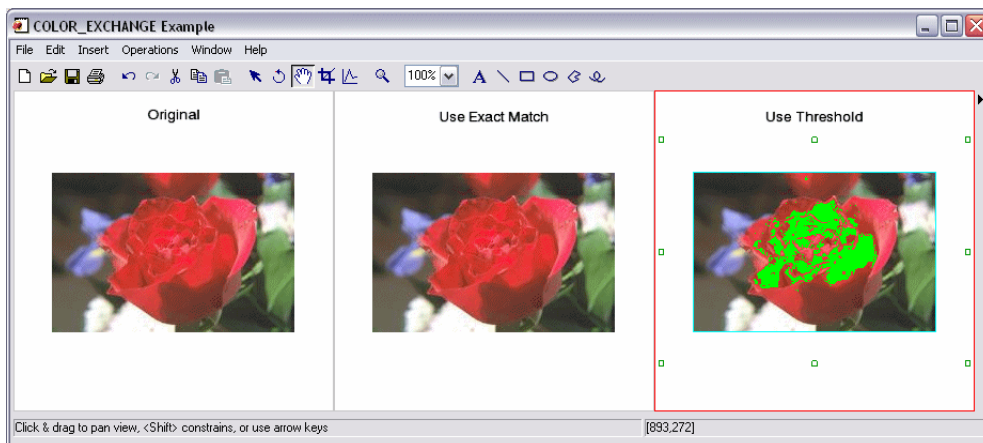 COLOR_EXCHANGE Example
File Edit Insert Operations Window Help
100%
Original
Use Exact Match
Use Threshold
Click & drag to pan view, <Shift> constrains, or use arrow keys
[893,272]